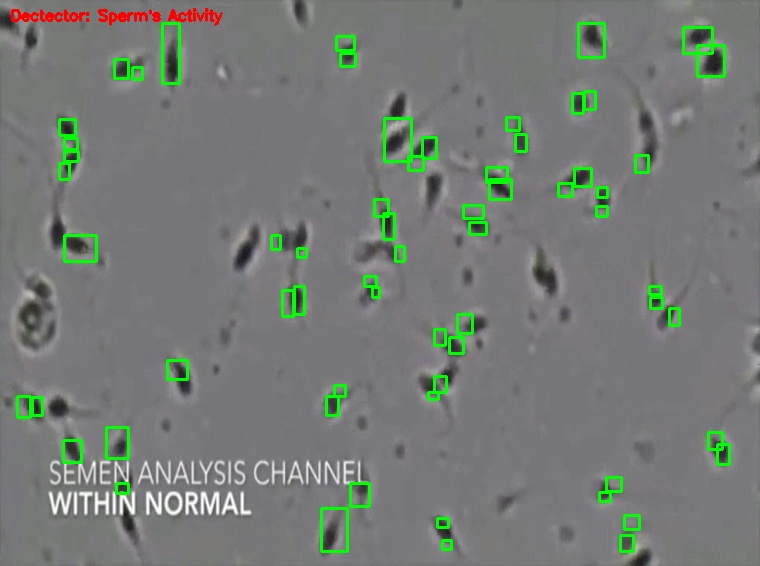 Dectector: Sperm's Activity
SEMEN ANALYSIS CHANNEL
WITHIN NORMAL